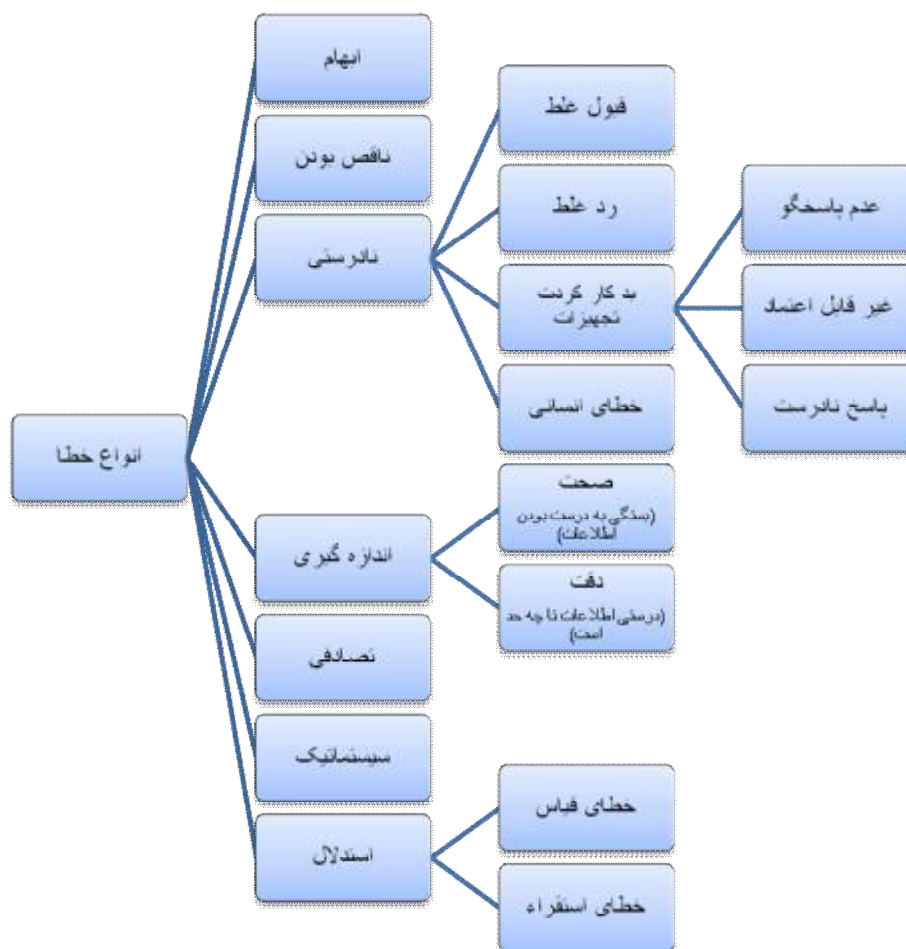 انواع خطا
ابهام
ناقص بودن
نادرستی
قبول غلط
رد غلط
بد کار کردن
تجهیزات
عدم پاسخگو
غیر قابل اعتماد
پاسخ نادرست
خطای انسانی
اندازه گیری
صحت
(بستگی به درست بودن
اطلاعات)
دقت
(درستی اطلاعات تا چه حد
است)
تصادفی
سیستماتیک
استدلال
خطای قیاس
خطای استقراء